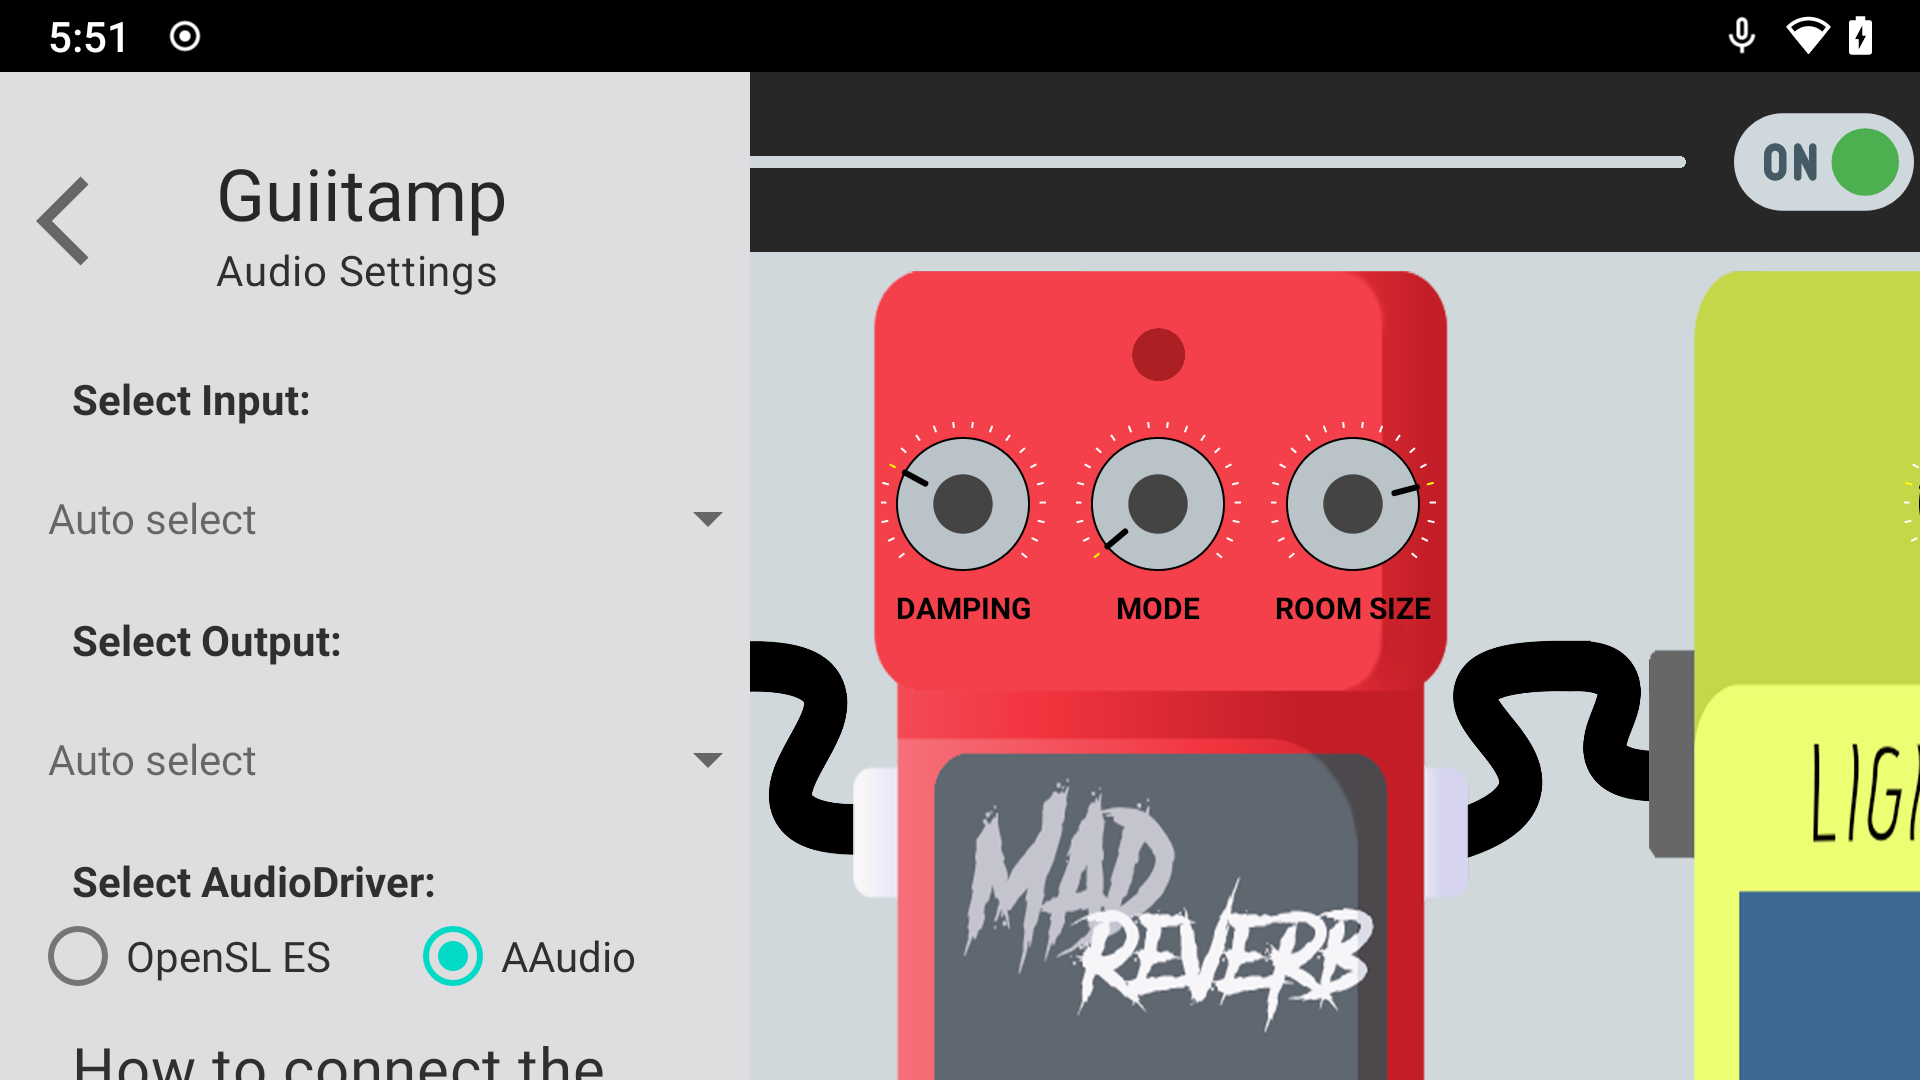 5:51
Guiitamp
Audio Settings
ON
Select Input:
Auto select
Select Output:
Auto select
Select AudioDriver:
OpenSL ES
AAudio
How to connect the
DAMPING
MODE
ROOM SIZE
MAD
REVERB